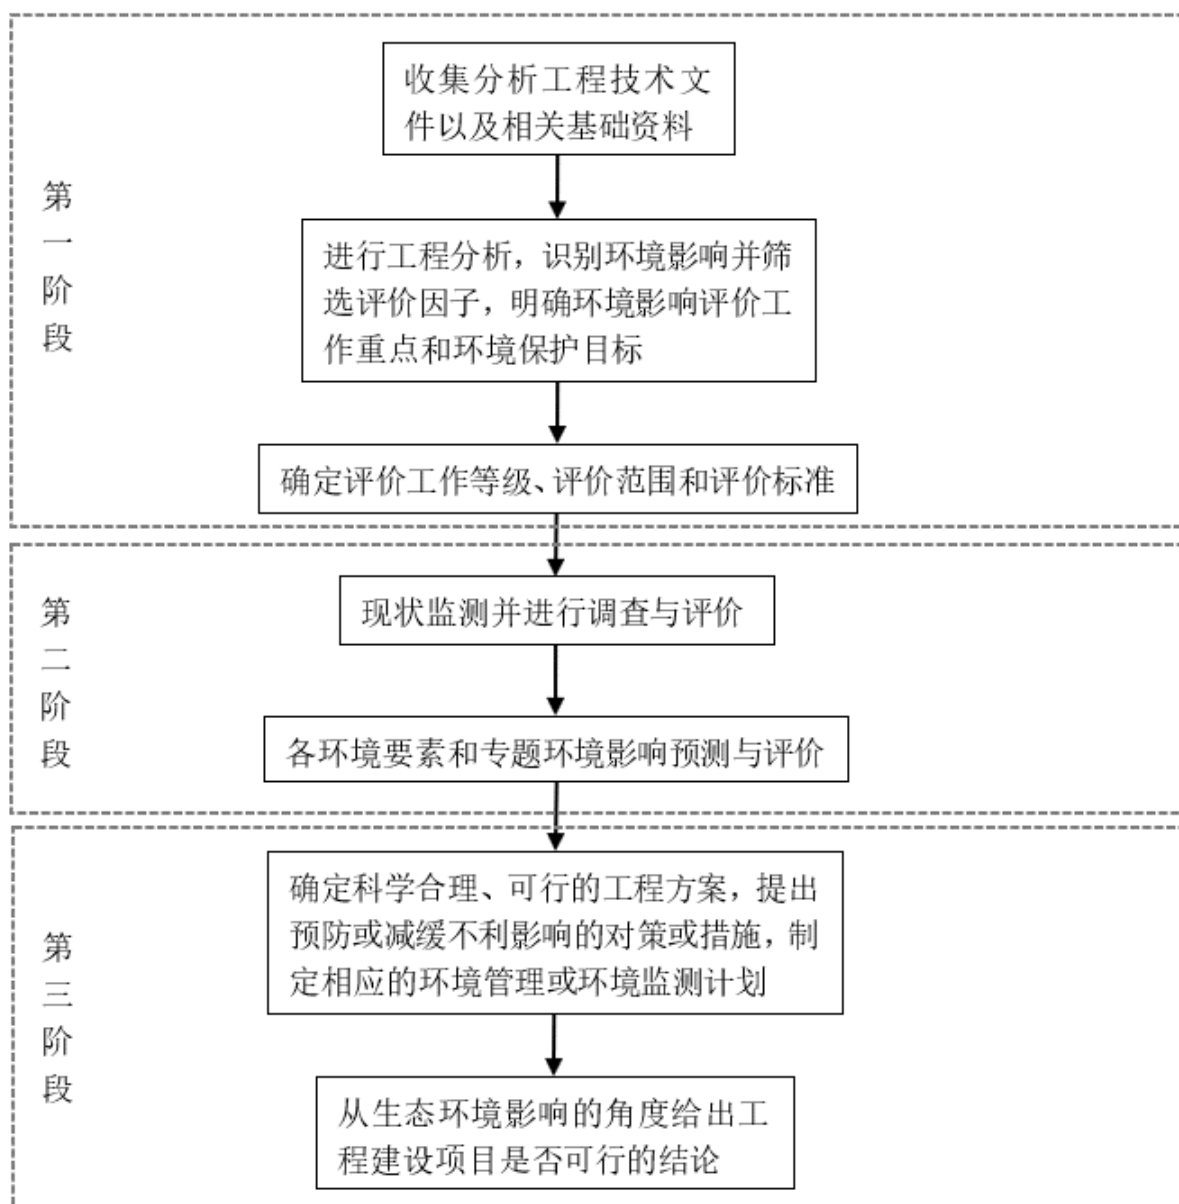 收集分析工程技术文
件以及相关基础资料
第
一
阶
段
进行工程分析，识别环境影响并筛
选评价因子，明确环境影响评价工
作重点和环境保护目标
确定评价工作等级、评价范围和评价标准
第
二
阶
段
现状监测并进行调查与评价
各环境要素和专题环境影响预测与评价
第
三
阶
段
确定科学合理、可行的工程方案，提出
预防或减缓不利影响的对策或措施，制
定相应的环境管理或环境监测计划
从生态环境影响的角度给出工
程建设项目是否可行的结论